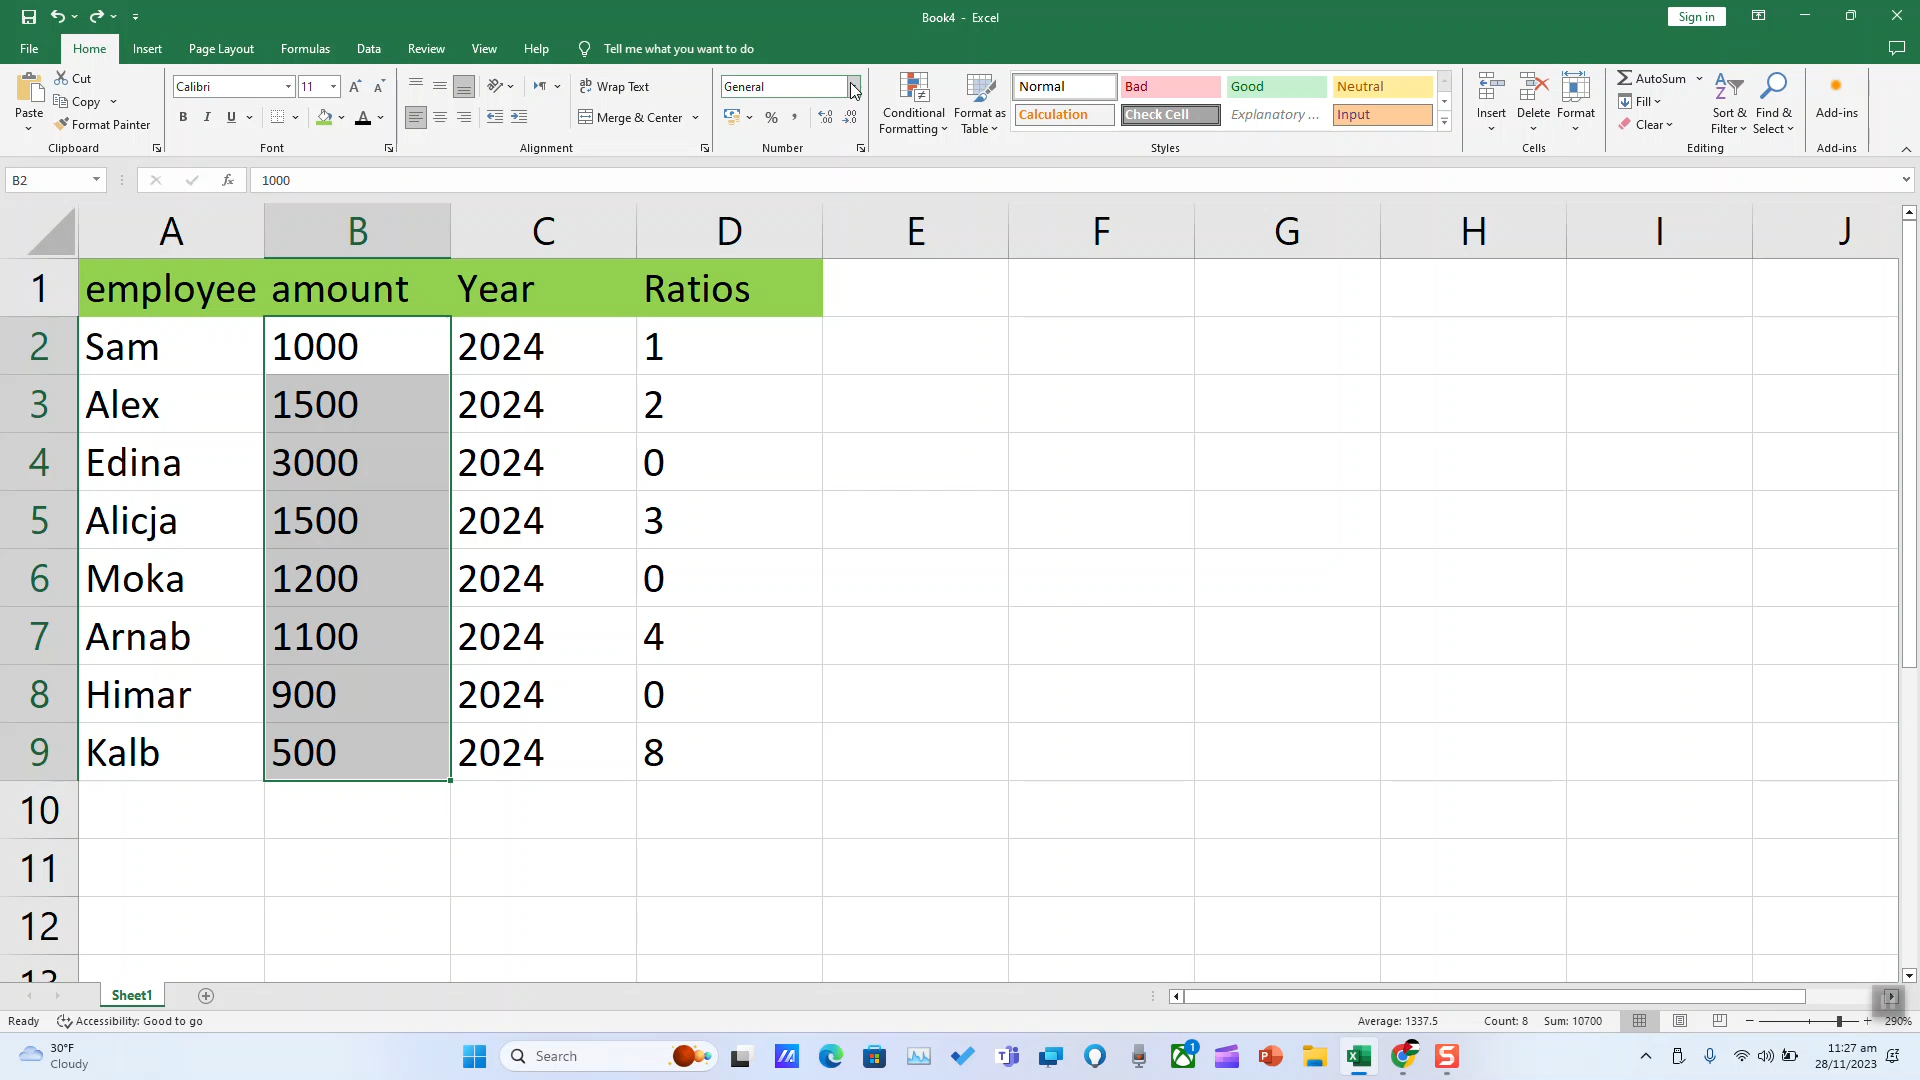 Book4 - Excel
Sign in
File Home Insert Page Layout Formulas Data Review View Help Tell me what you want to do
Paste
Cut
Copy
Format Painter
Clipboard
Calibri 11
B I U
Font
Wrap Text
Merge & Center
Alignment
General
Number
Conditional Formatting
Format as Table
Normal Bad Good Neutral
Calculation Check Cell Explanatory ... Input
Styles
Insert Delete Format
Cells
AutoSum
Fill
Clear
Sort & Filter
Find & Select
Editing
Add-ins
Add-ins
B2 fx 1000
A B C D E F G H I J
1 employee amount Year Ratios
2 Sam 1000 2024 1
3 Alex 1500 2024 2
4 Edina 3000 2024 0
5 Alicja 1500 2024 3
6 Moka 1200 2024 0
7 Arnab 1100 2024 4
8 Himar 900 2024 0
9 Kalb 500 2024 8
10
11
12
13
Sheet1
Ready Accessibility: Good to go Average: 1337.5 Count: 8 Sum: 10700 290%
30°F
Cloudy
Search
1
11:27 am
28/11/2023